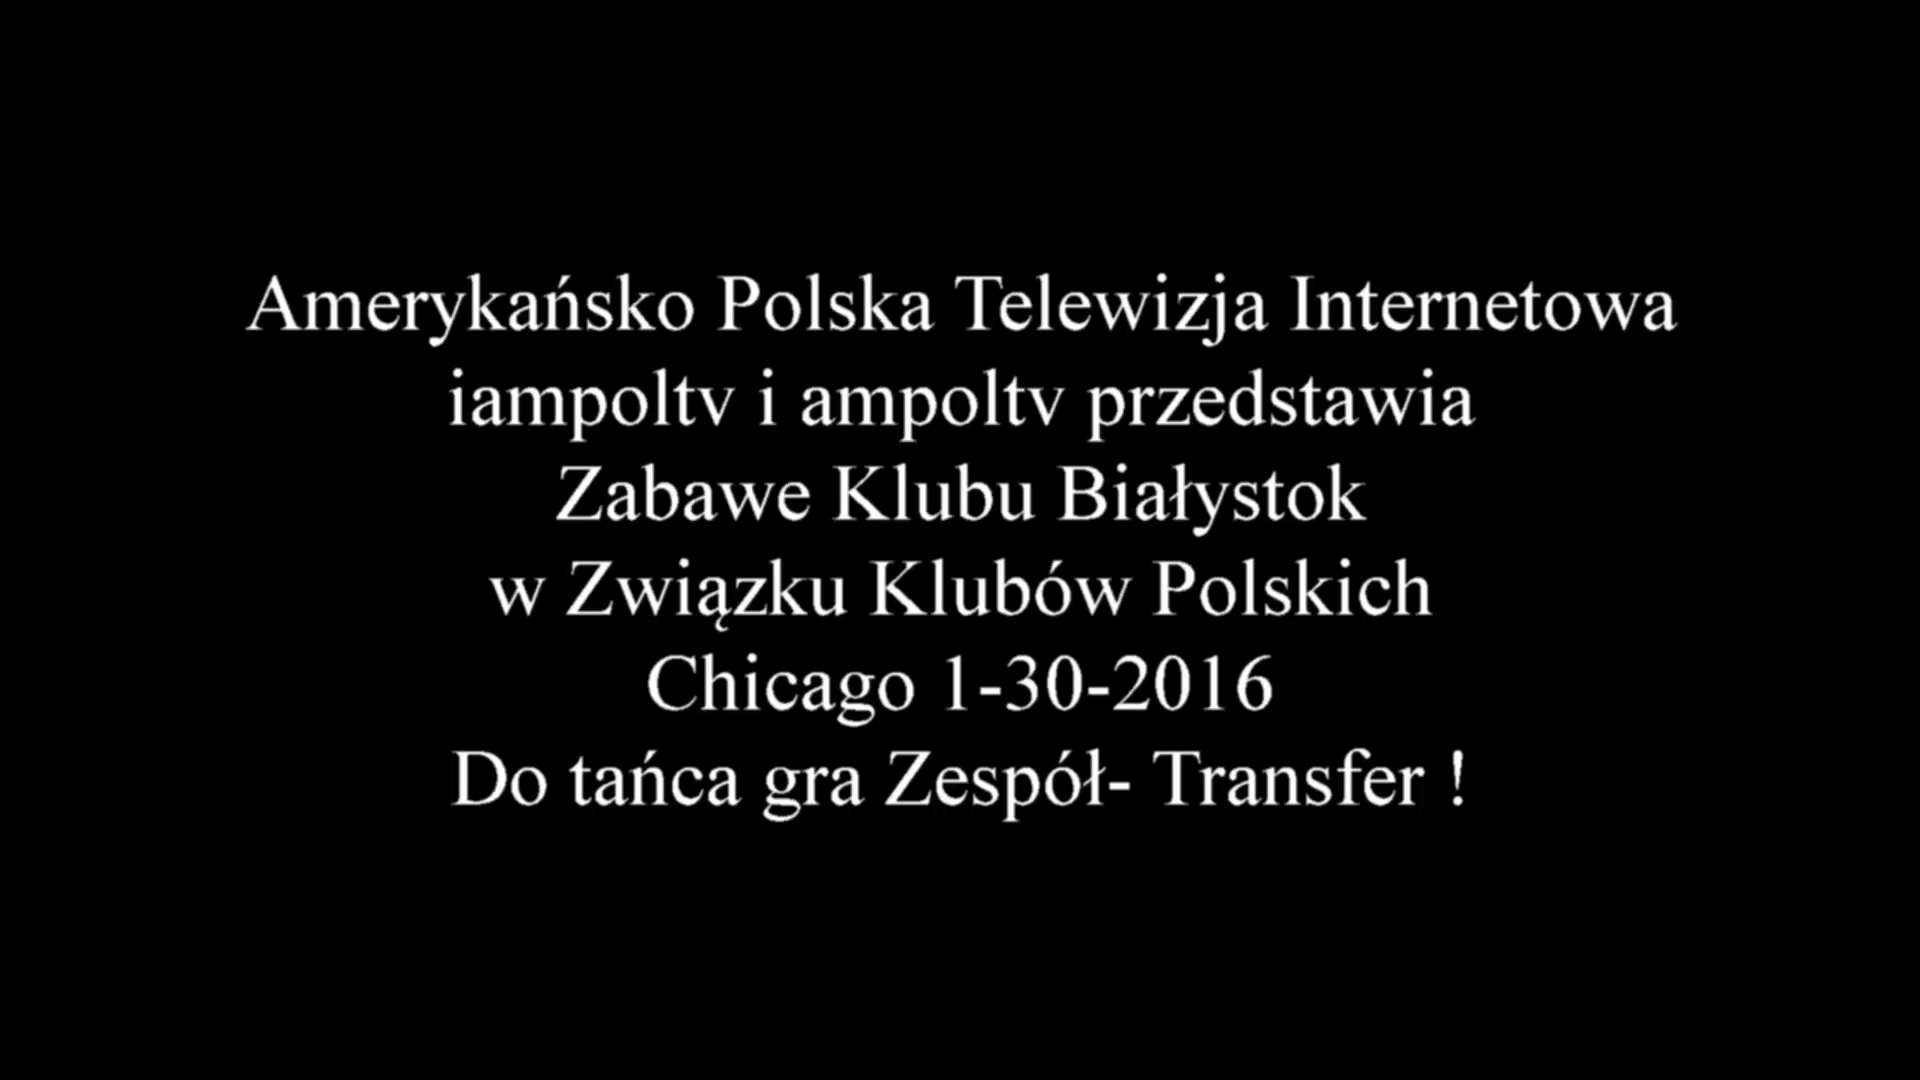 Amerykańsko Polska Telewizja Internetowa
iampoltv i ampoltv przedstawia
Zabawe Klubu Białystok
w Związku Klubów Polskich
Chicago 1-30-2016
Do tańca gra Zespół- Transfer !